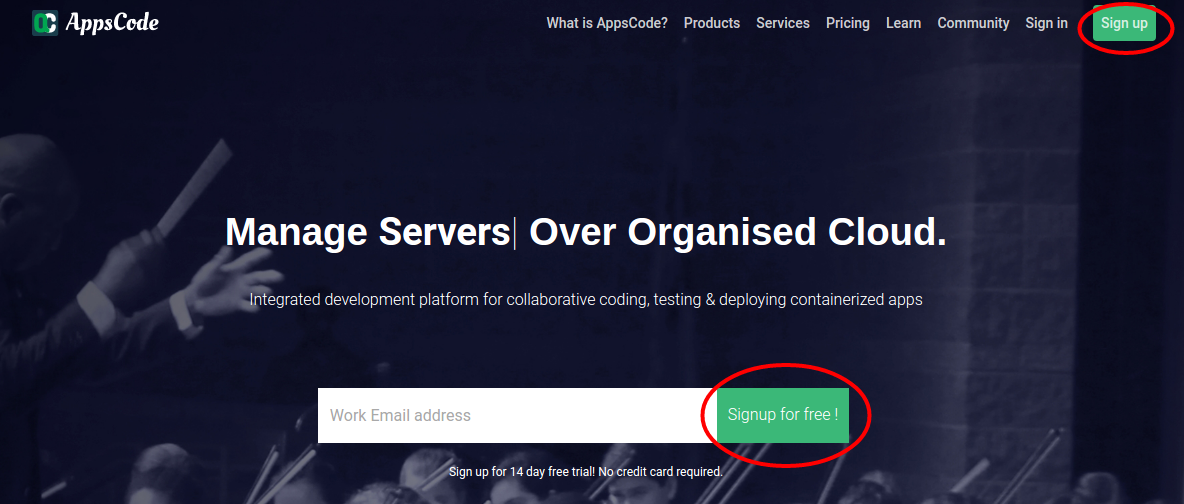 AppsCode
What is AppsCode? Products Services Pricing Learn Community Sign in Sign up
Manage Servers| Over Organised Cloud.
Integrated development platform for collaborative coding, testing & deploying containerized apps
Work Email address Signup for free !
Sign up for 14 day free trial! No credit card required.